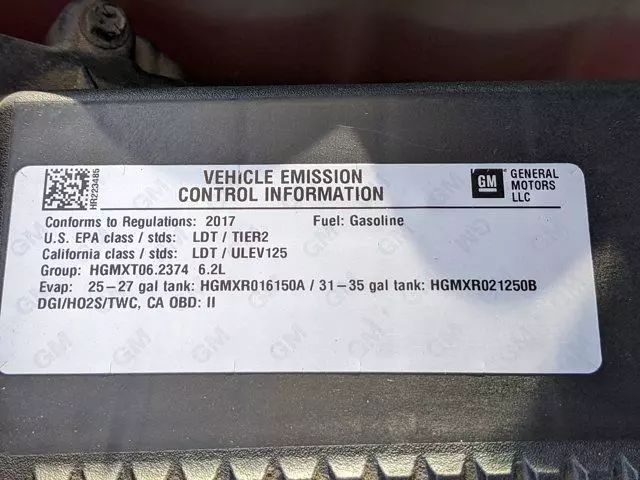 HR223485
VEHICLE EMISSION
CONTROL INFORMATION
GM
GENERAL
MOTORS
LLC
Conforms to Regulations: 2017 Fuel: Gasoline
U.S. EPA class / stds: LDT / TIER2
California class / stds: LDT / ULEV125
Group: HGMXT06.2374 6.2L
Evap: 25–27 gal tank: HGMXR016150A / 31–35 gal tank: HGMXR021250B
DGI/HO2S/TWC, CA OBD: II